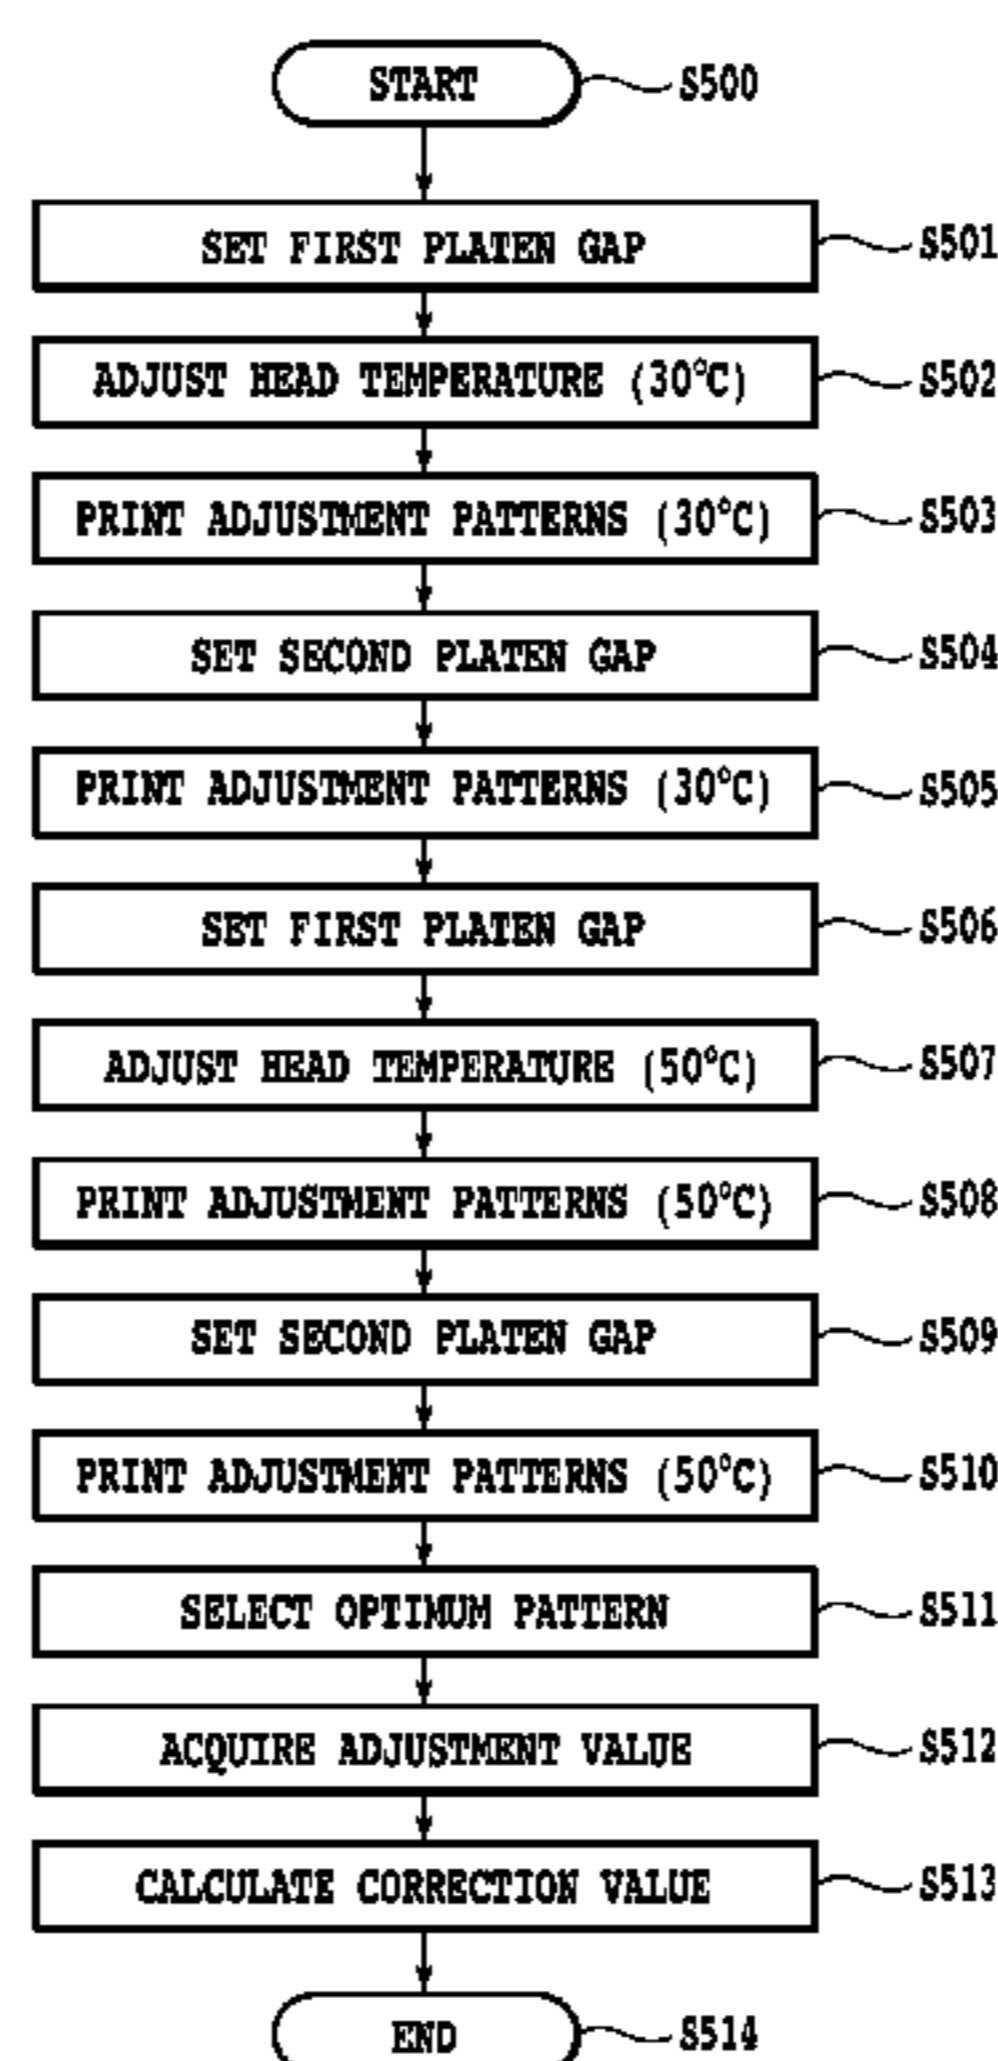 START S500
SET FIRST PLATEN GAP S501
ADJUST HEAD TEMPERATURE (30°C) S502
PRINT ADJUSTMENT PATTERNS (30°C) S503
SET SECOND PLATEN GAP S504
PRINT ADJUSTMENT PATTERNS (30°C) S505
SET FIRST PLATEN GAP S506
ADJUST HEAD TEMPERATURE (50°C) S507
PRINT ADJUSTMENT PATTERNS (50°C) S508
SET SECOND PLATEN GAP S509
PRINT ADJUSTMENT PATTERNS (50°C) S510
SELECT OPTIMUM PATTERN S511
ACQUIRE ADJUSTMENT VALUE S512
CALCULATE CORRECTION VALUE S513
END S514